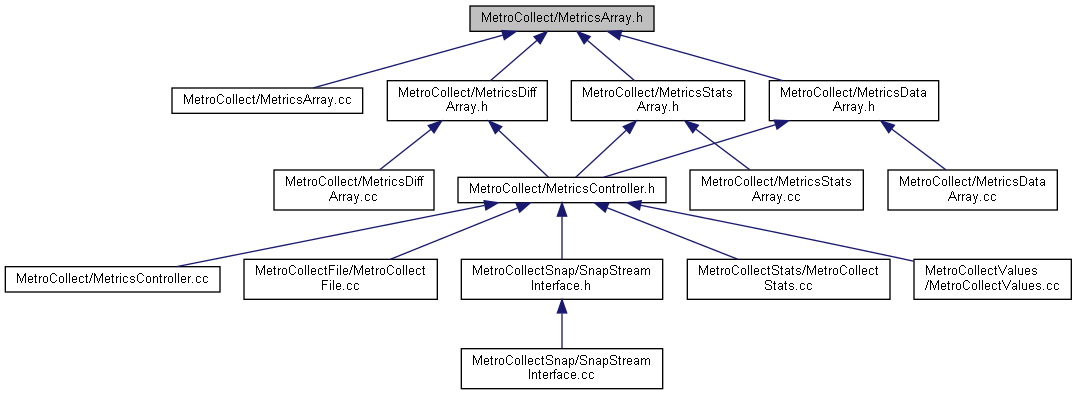 MetroCollect/MetricsArray.h
MetroCollect/MetricsArray.cc
MetroCollect/MetricsDiff
Array.h
MetroCollect/MetricsStats
Array.h
MetroCollect/MetricsData
Array.h
MetroCollect/MetricsDiff
Array.cc
MetroCollect/MetricsController.h
MetroCollect/MetricsStats
Array.cc
MetroCollect/MetricsData
Array.cc
MetroCollect/MetricsController.cc
MetroCollectFile/MetroCollect
File.cc
MetroCollectSnap/SnapStream
Interface.h
MetroCollectStats/MetroCollect
Stats.cc
MetroCollectValues
/MetroCollectValues.cc
MetroCollectSnap/SnapStream
Interface.cc